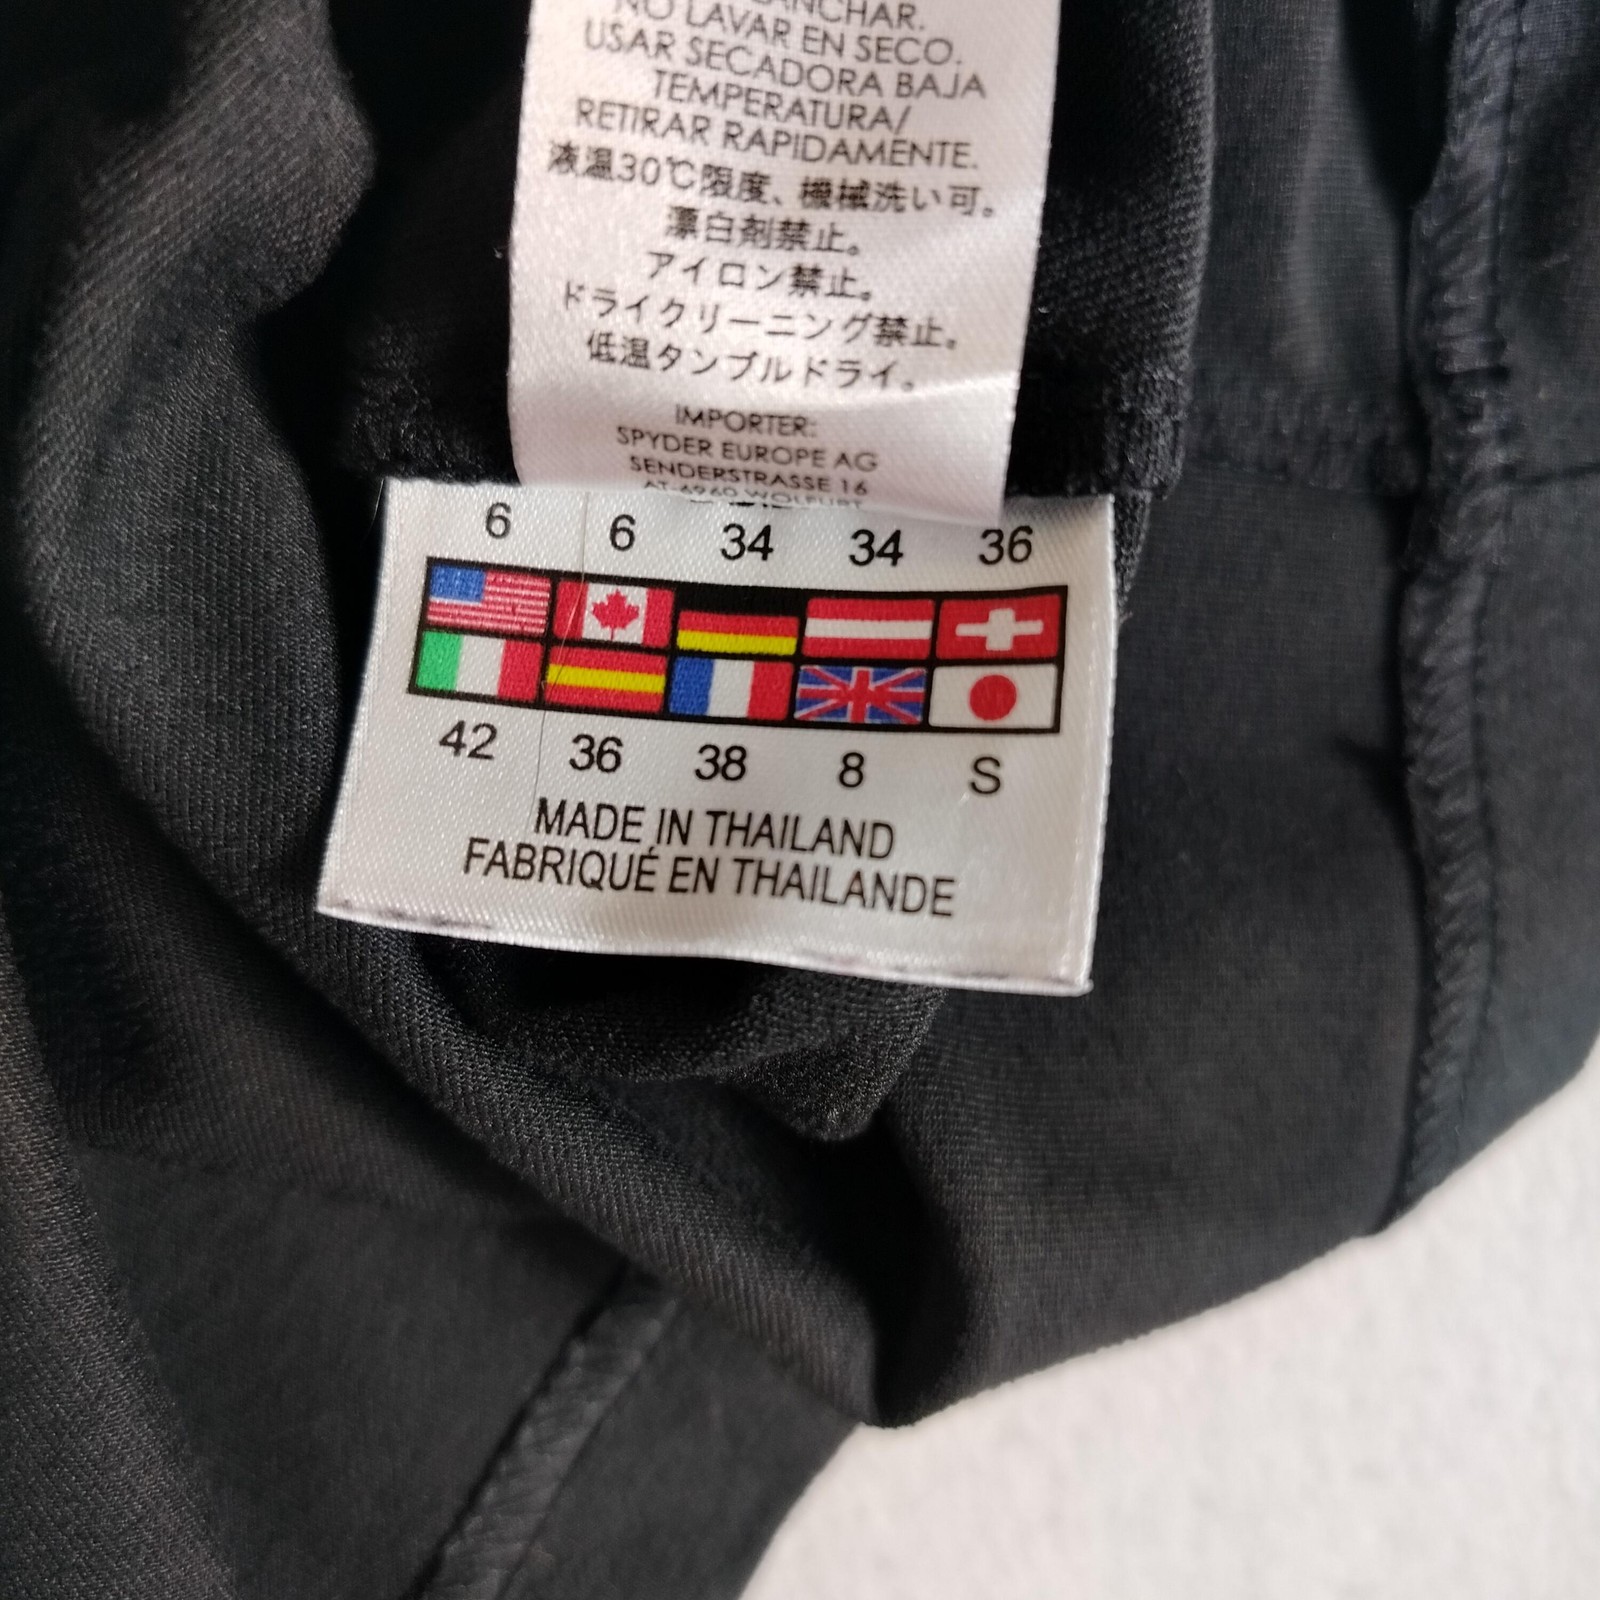 NO LAVAR EN SECO.
USAR SECADORA BAJA
TEMPERATURA/
RETIRAR RAPIDAMENTE.
液温30℃限度、機械洗い可。
漂白剤禁止。
アイロン禁止。
ドライクリーニング禁止。
低温タンブルドライ。
IMPORTER:
SPYDER EUROPE AG
SENDERSTRASSE 16
AT-6960 WOLFURT
6 6 34 34 36
42 36 38 8 S
MADE IN THAILAND
FABRIQUÉ EN THAILANDE